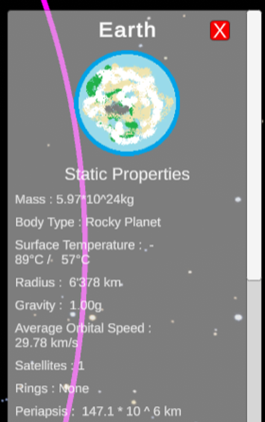 Earth
X
Static Properties
Mass : 5.97*10^24kg
Body Type : Rocky Planet
Surface Temperature : -
89°C / 57°C
Radius : 6'378 km
Gravity : 1.00g
Average Orbital Speed :
29.78 km/s
Satellites : 1
Rings : None
Periapsis : 147.1 * 10 ^ 6 km